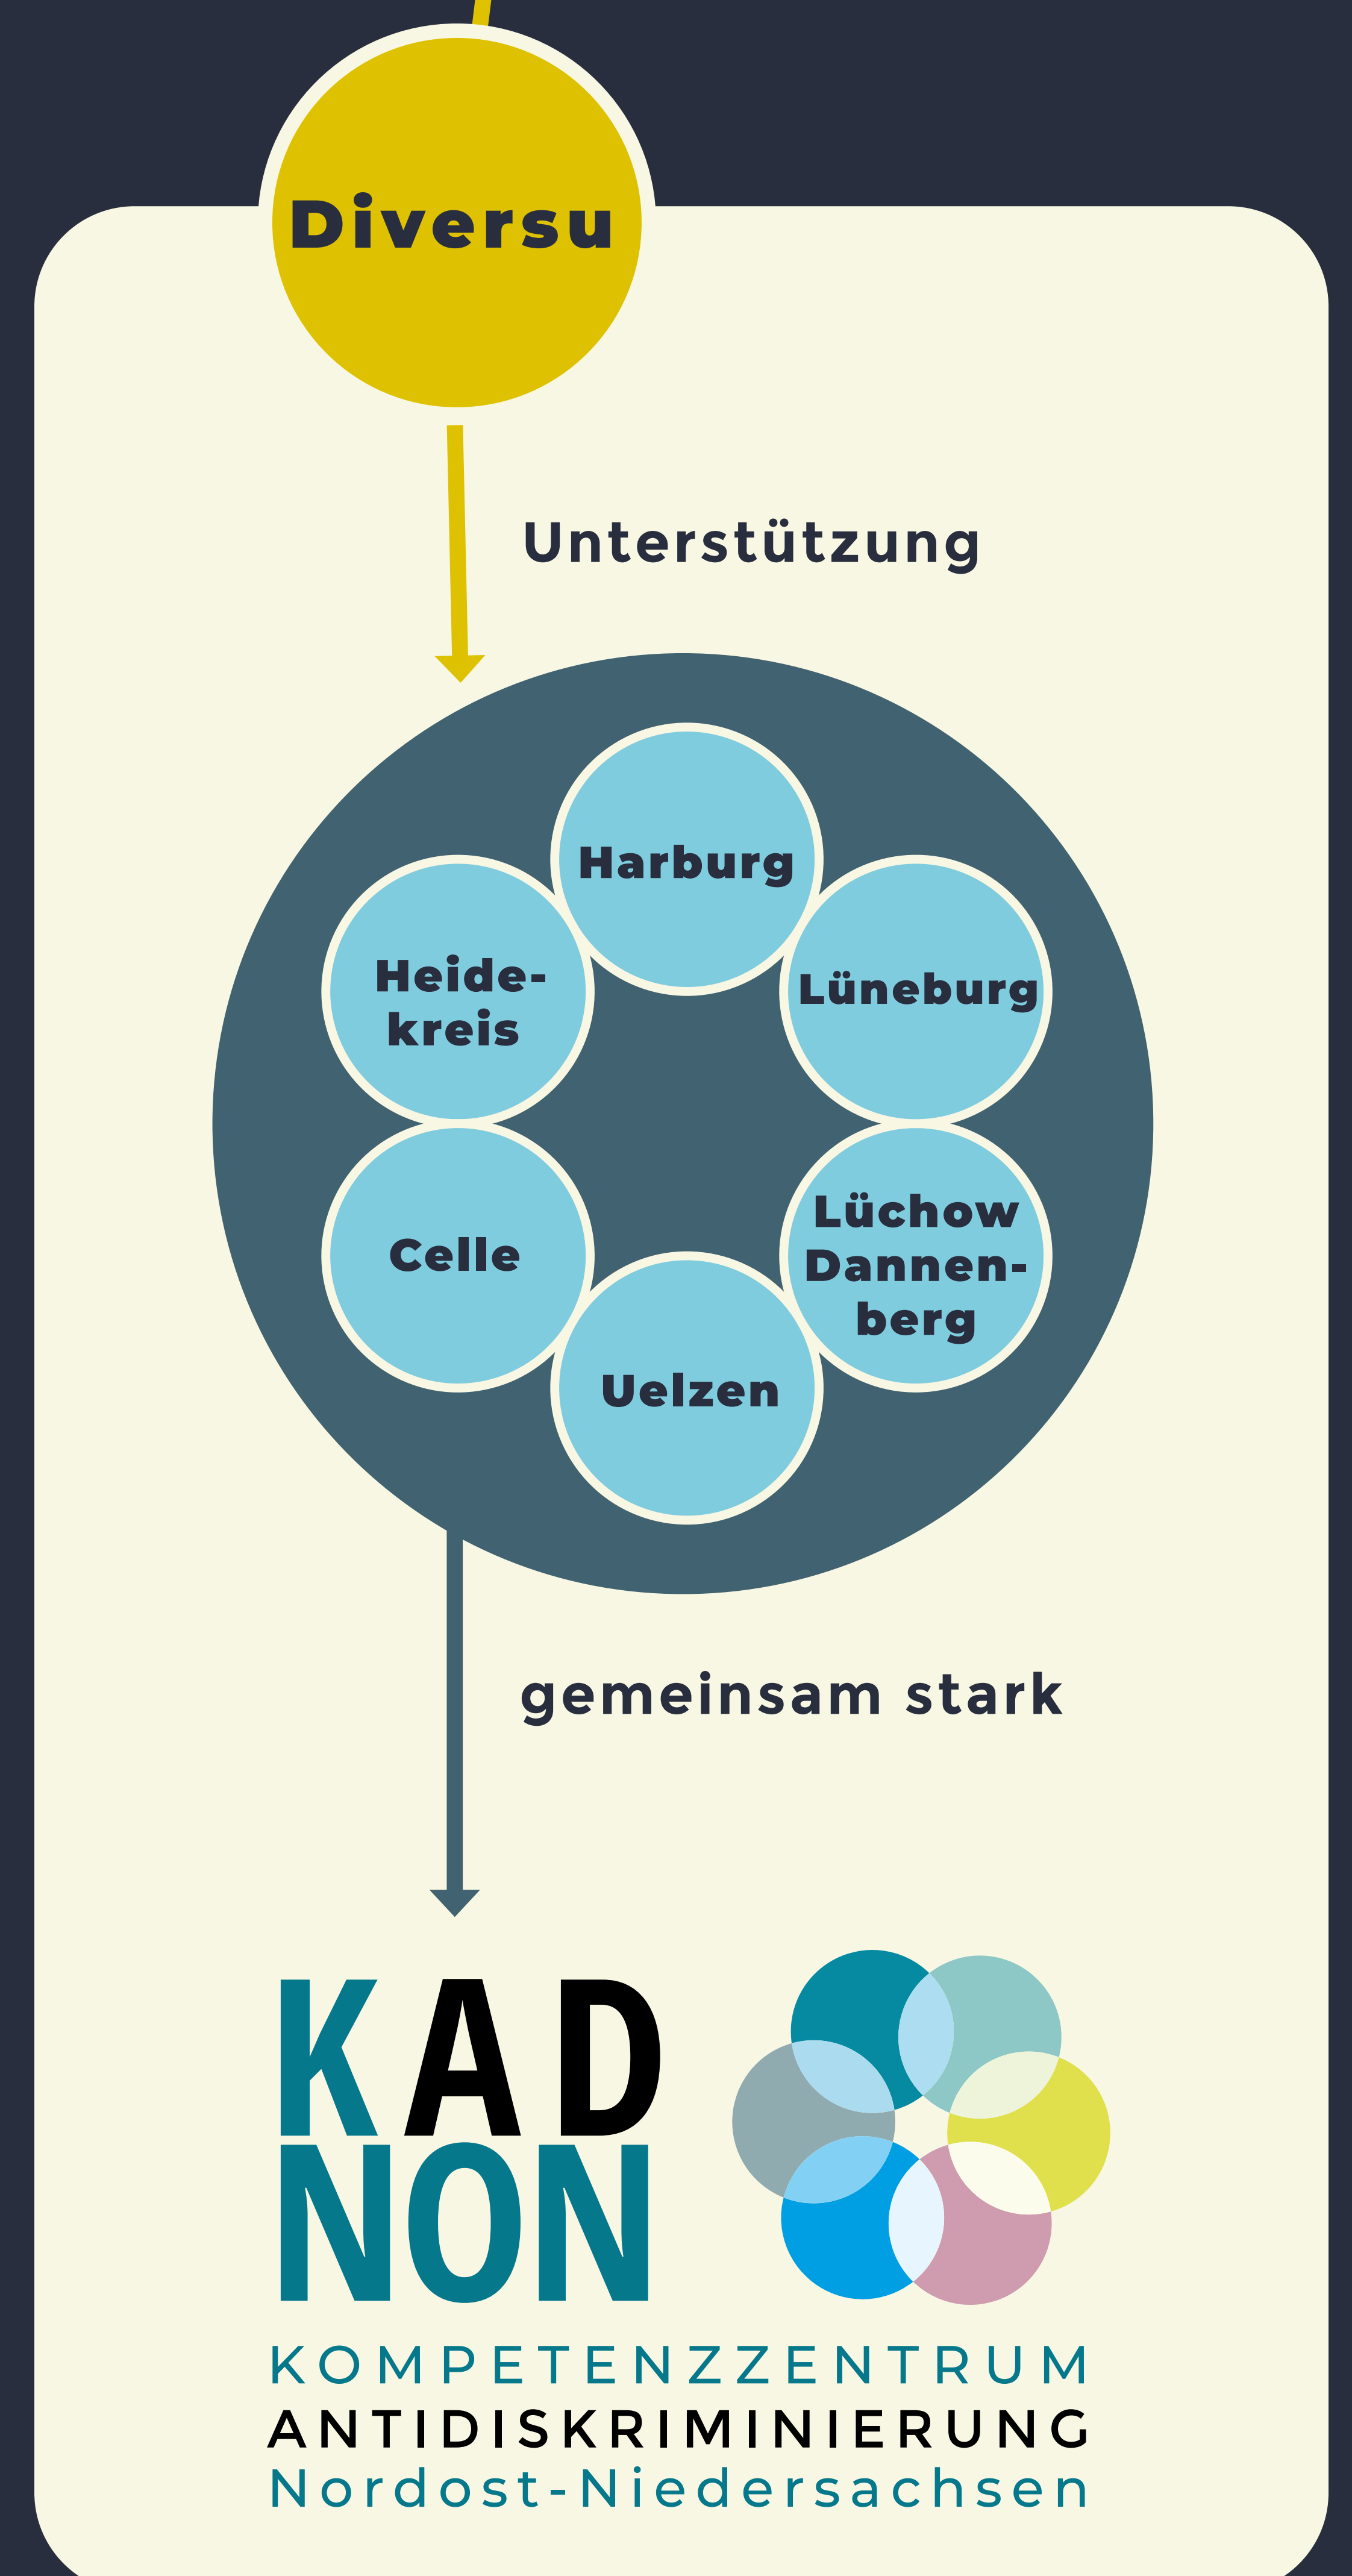 Diversu
Unterstützung
Harburg
Heide-
kreis
Lüneburg
Celle
Lüchow
Dannen-
berg
Uelzen
gemeinsam stark
KAD
NON
KOMPETENZZENTRUM
ANTIDISKRIMINIERUNG
Nordost-Niedersachsen